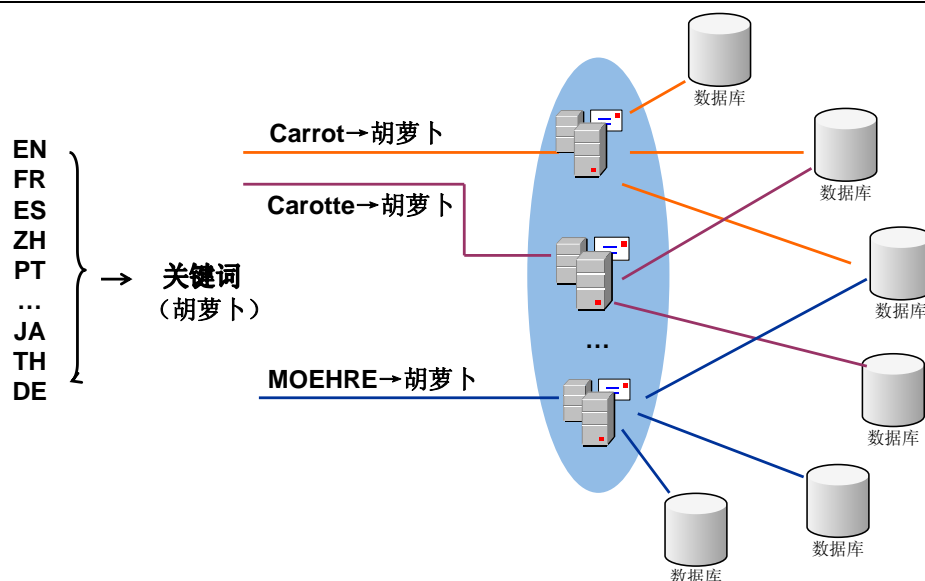 EN
FR
ES
ZH
PT
…
JA
TH
DE
→ 关键词
（胡萝卜）
Carrot→胡萝卜
Carotte→胡萝卜
MOEHRE→胡萝卜
…
数据库
数据库
数据库
数据库
数据库
数据库